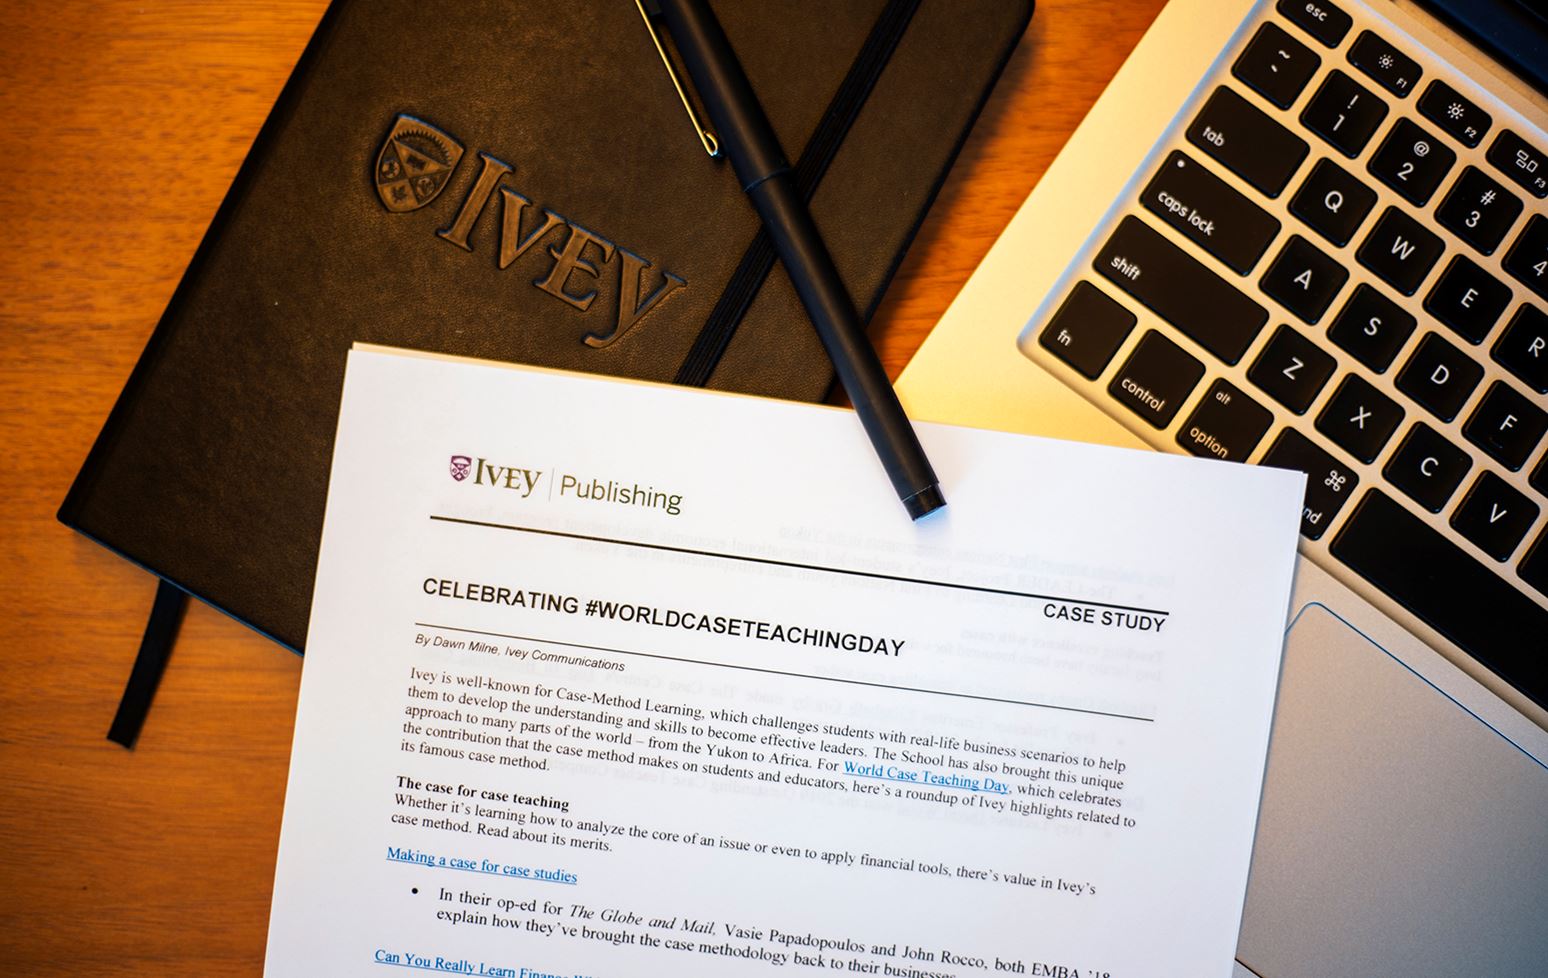 IVEY
esc
F1
F2
F3
~
!
1
@
2
#
3
4
tab
Q
W
E
R
caps lock
A
S
D
F
shift
Z
X
C
V
fn
control
alt
option
⌘
IVEY | Publishing
CASE STUDY
CELEBRATING #WORLDCASETEACHINGDAY
By Dawn Milne, Ivey Communications
Ivey is well-known for Case-Method Learning, which challenges students with real-life business scenarios to help
them to develop the understanding and skills to become effective leaders. The School has also brought this unique
approach to many parts of the world – from the Yukon to Africa. For World Case Teaching Day, which celebrates
the contribution that the case method makes on students and educators, here's a roundup of Ivey highlights related to
its famous case method.
The case for case teaching
Whether it's learning how to analyze the core of an issue or even to apply financial tools, there's value in Ivey's
case method. Read about its merits.
Making a case for case studies
• In their op-ed for The Globe and Mail, Vasie Papadopoulos and John Rocco, both EMBA '18
explain how they've brought the case methodology back to their businesses
Can You Really Learn Finance